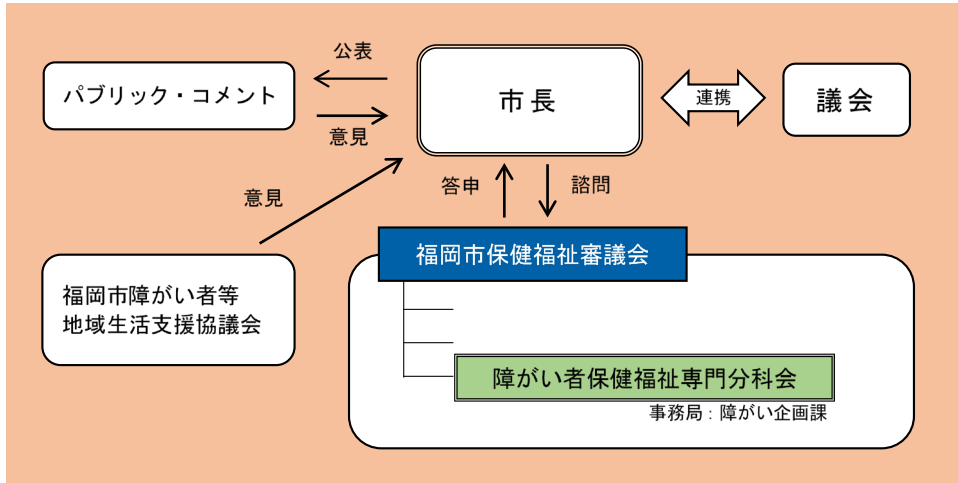 公表
パブリック・コメント
市長
連携
議会
意見
意見
答申
諮問
福岡市保健福祉審議会
福岡市障がい者等
地域生活支援協議会
障がい者保健福祉専門分科会
事務局：障がい企画課